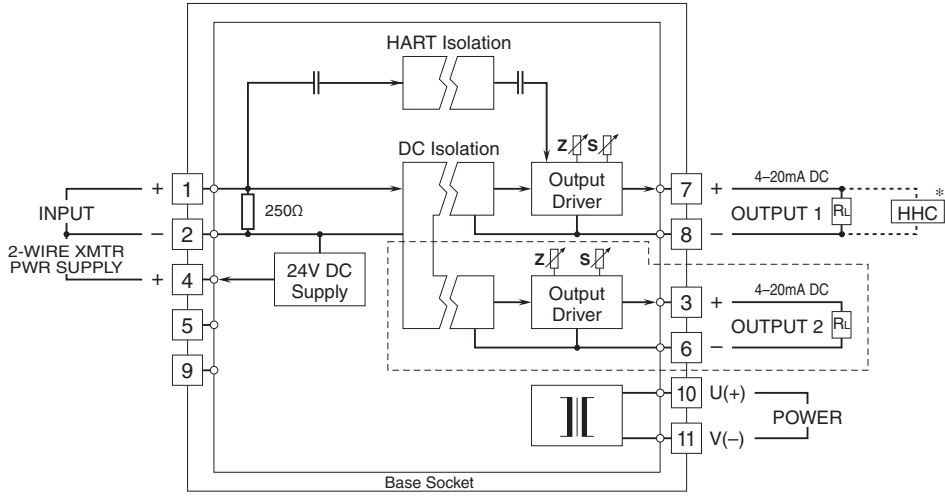 HART Isolation
DC Isolation
Z S
Output
Driver
+ 1
INPUT
− 2
2-WIRE XMTR
PWR SUPPLY
+ 4
5
9
250Ω
24V DC
Supply
7 + 4–20mA DC
OUTPUT 1
RL
*
HHC
8 −
Z S
Output
Driver
3 + 4–20mA DC
OUTPUT 2
RL
6 −
10 U(+)
POWER
11 V(−)
Base Socket